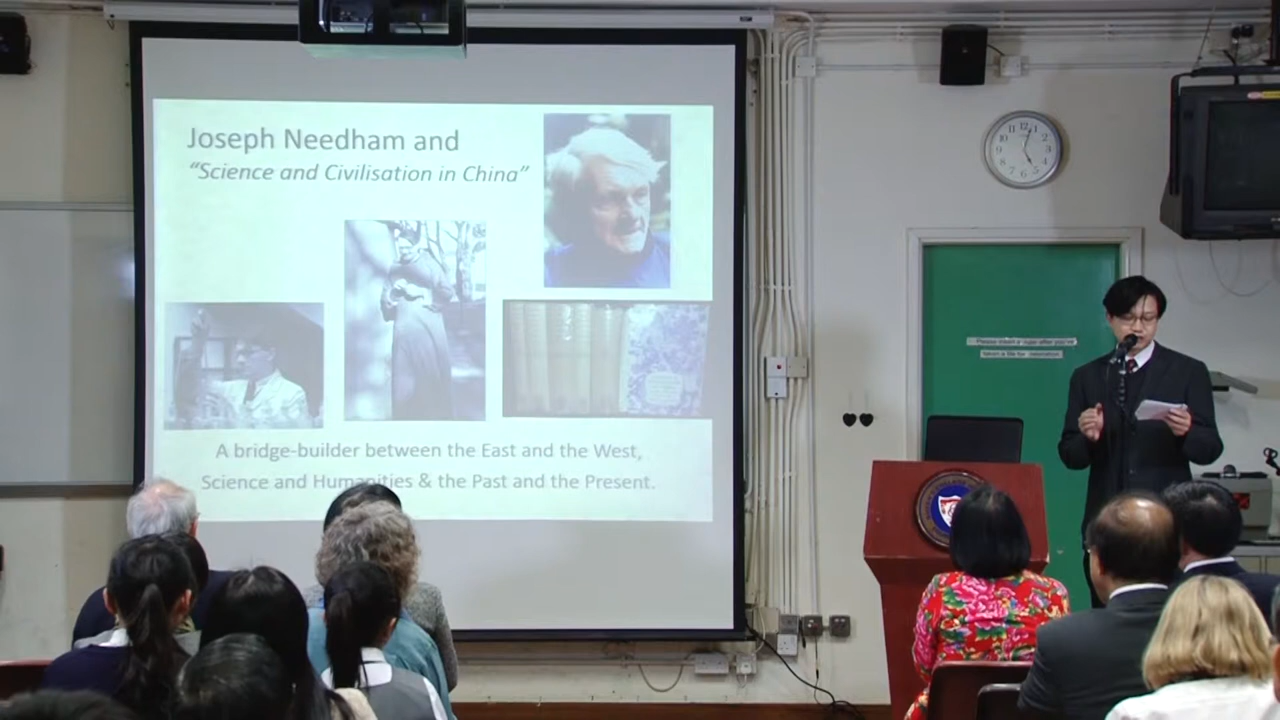 Joseph Needham and
“Science and Civilisation in China”
A bridge-builder between the East and the West,
Science and Humanities & the Past and the Present.